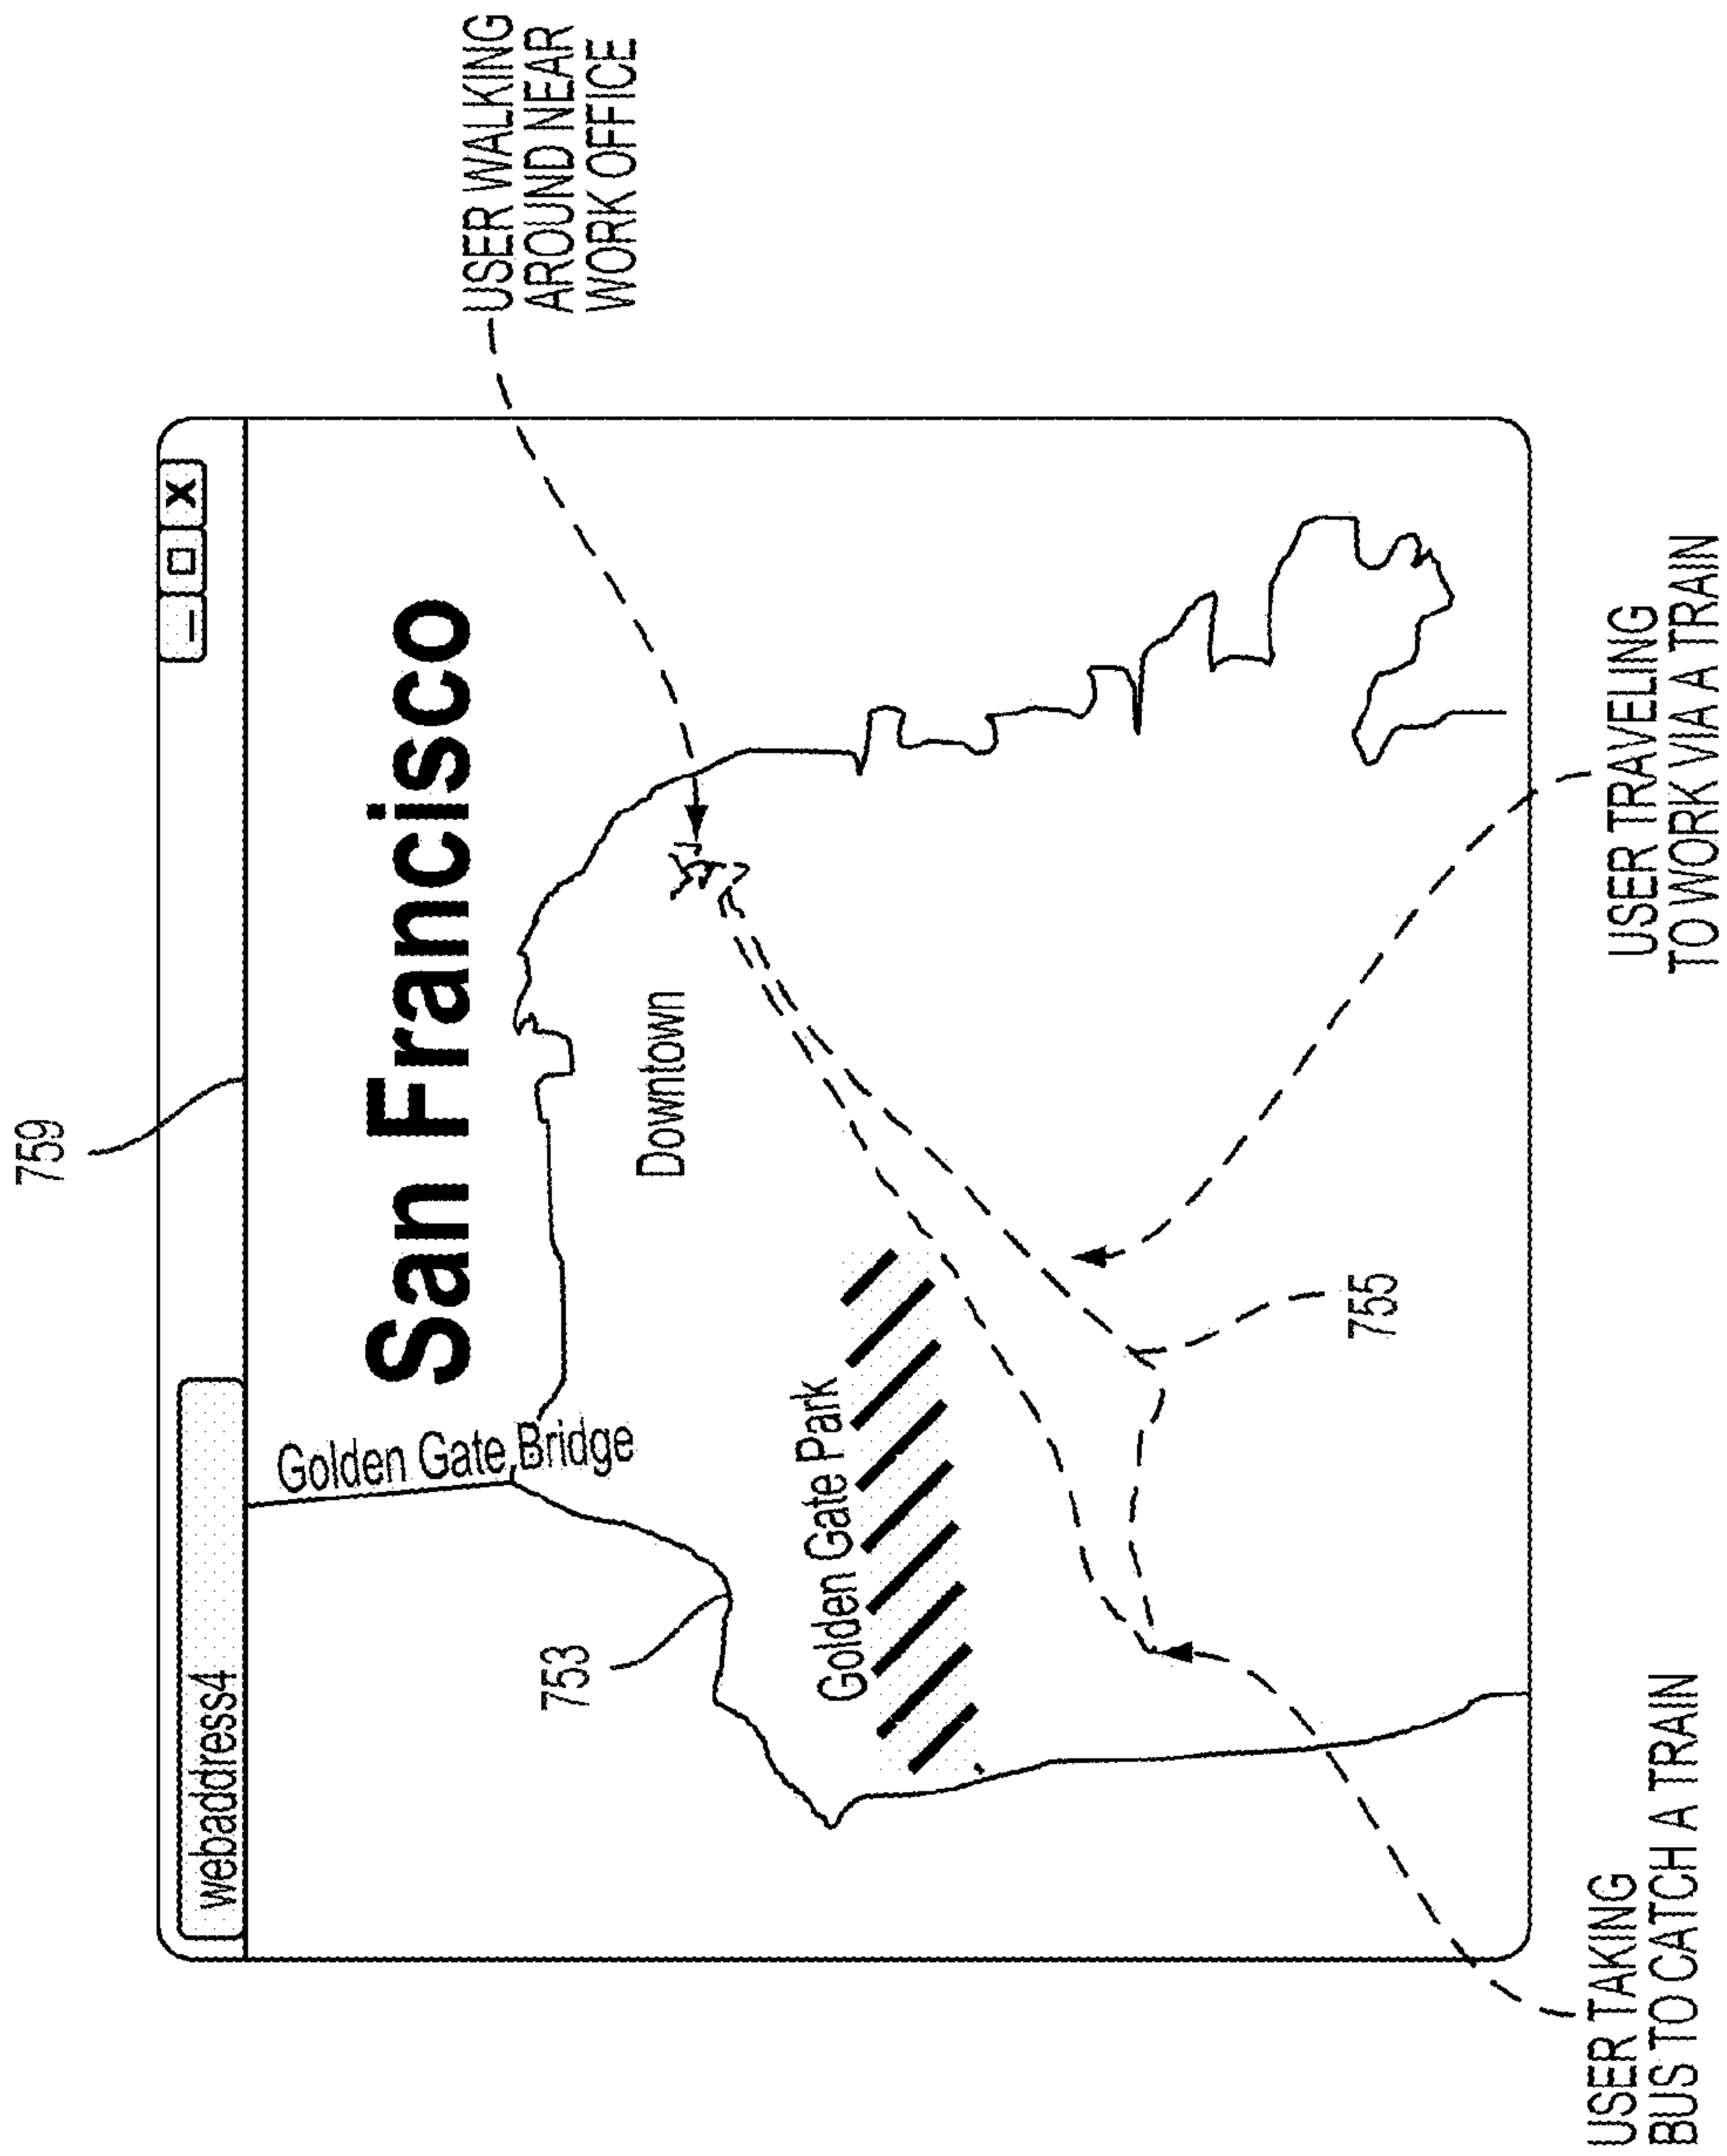 759
webaddress4
_ □ X
San Francisco
Golden Gate Bridge
753
Downtown
Golden Gate Park
755
USER WALKING
AROUND NEAR
WORK OFFICE
USER TAKING
BUS TO CATCH A TRAIN
USER TRAVELING
TO WORK VIA A TRAIN